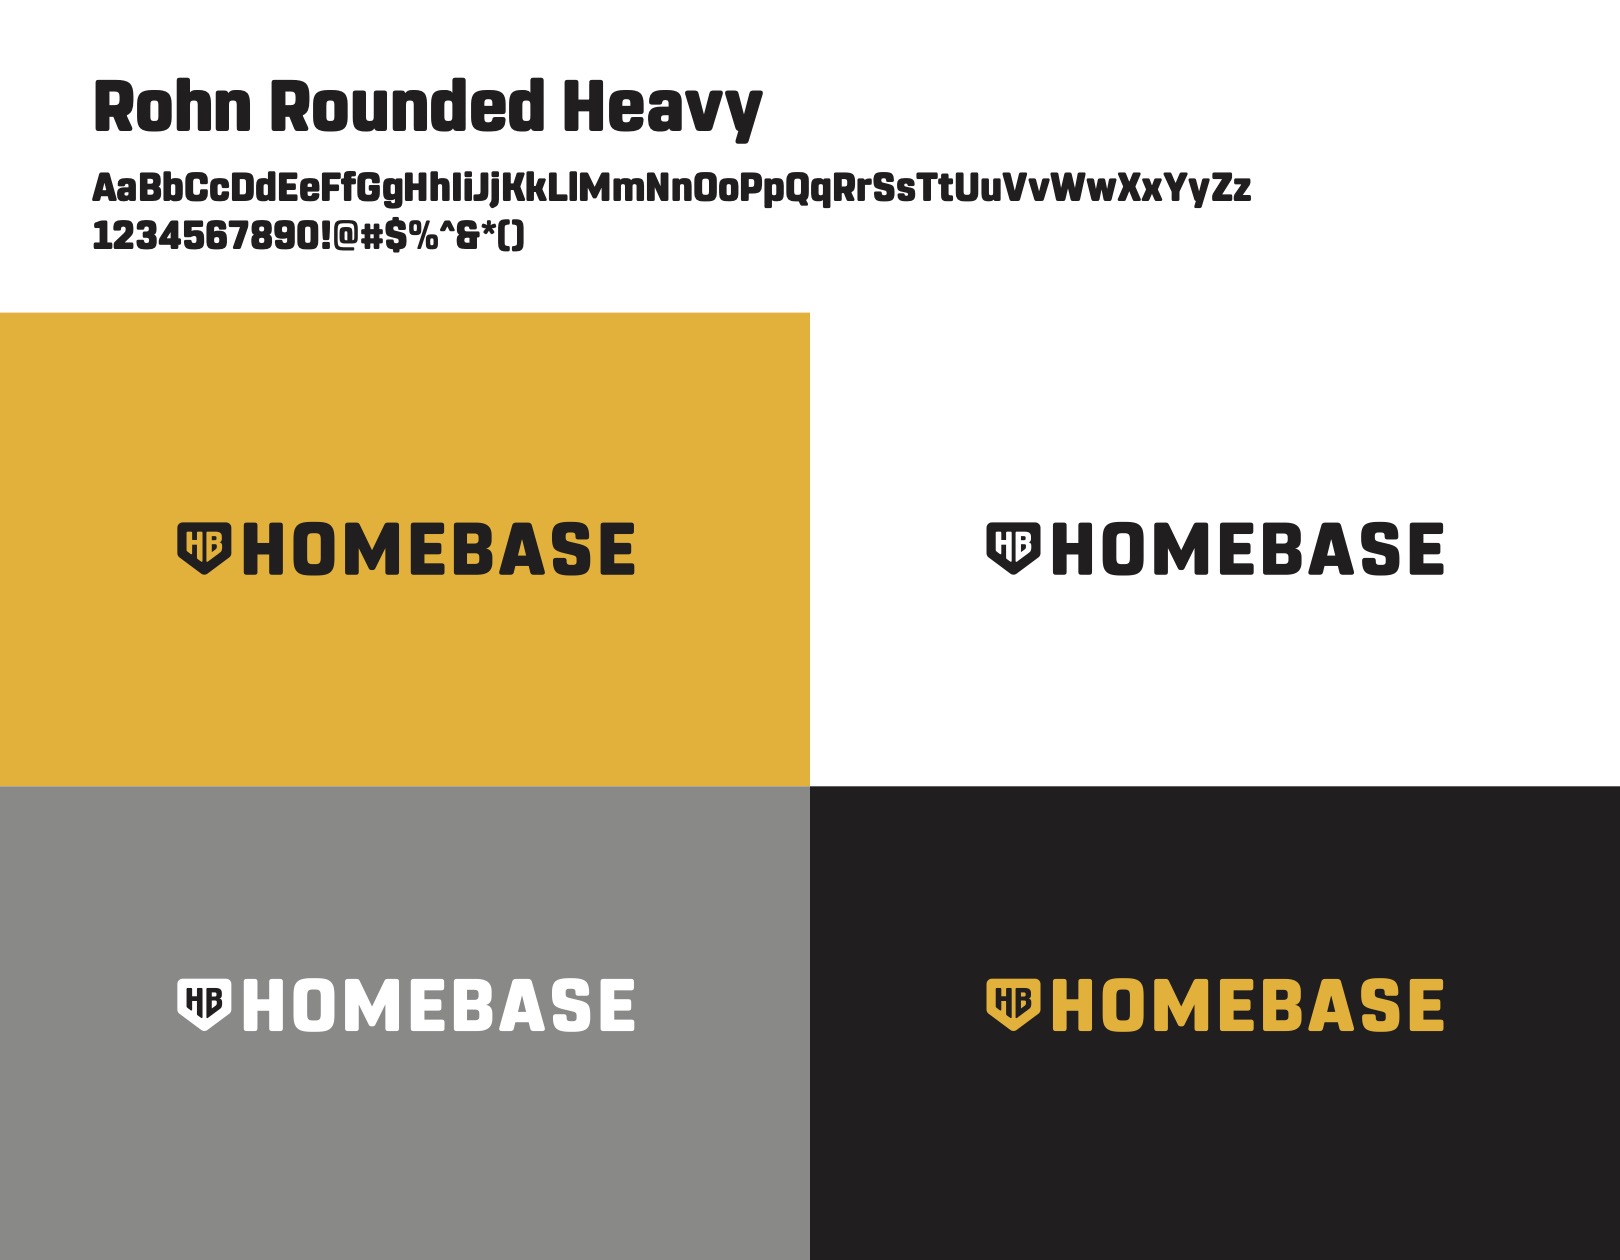 Rohn Rounded Heavy
AaBbCcDdEeFfGgHhIiJjKkLlMmNnOoPpQqRrSsTtUuVvWwXxYyZz
1234567890!@#$%^&*()
HB HOMEBASE
HB HOMEBASE
HB HOMEBASE
HB HOMEBASE